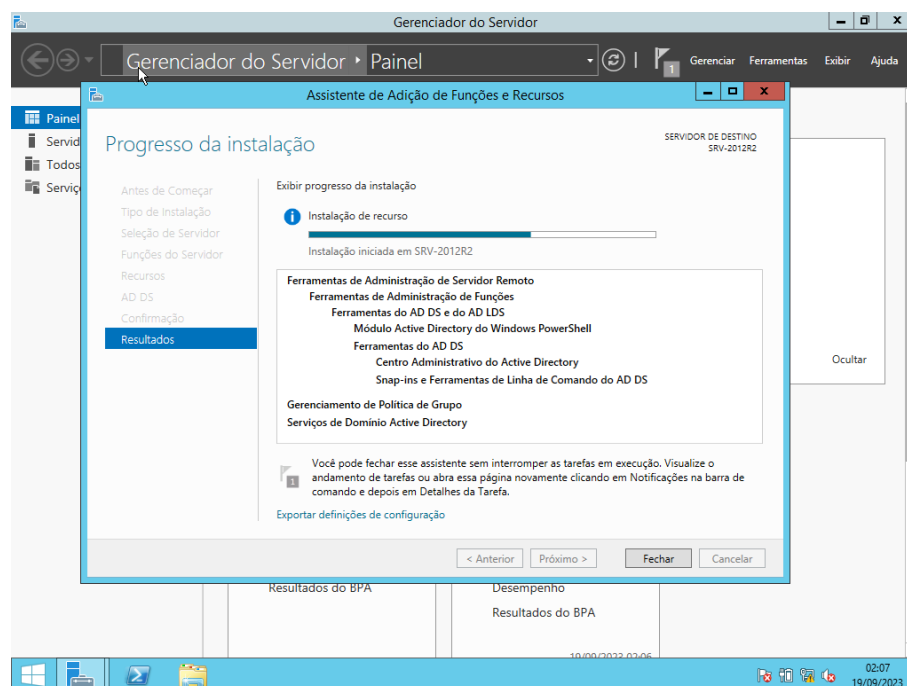 Gerenciador do Servidor
Gerenciador do Servidor Painel
1
Gerenciar Ferramentas Exibir Ajuda
Assistente de Adição de Funções e Recursos
Painel
Servid
Todos
Serviç
Progresso da instalação
SERVIDOR DE DESTINO
SRV-2012R2
Antes de Começar
Tipo de Instalação
Seleção de Servidor
Funções do Servidor
Recursos
AD DS
Confirmação
Resultados
Exibir progresso da instalação
Instalação de recurso
Instalação iniciada em SRV-2012R2
Ferramentas de Administração de Servidor Remoto
Ferramentas de Administração de Funções
Ferramentas do AD DS e do AD LDS
Módulo Active Directory do Windows PowerShell
Ferramentas do AD DS
Centro Administrativo do Active Directory
Snap-ins e Ferramentas de Linha de Comando do AD DS
Gerenciamento de Política de Grupo
Serviços de Domínio Active Directory
1
Você pode fechar esse assistente sem interromper as tarefas em execução. Visualize o
andamento de tarefas ou abra essa página novamente clicando em Notificações na barra de
comando e depois em Detalhes da Tarefa.
Exportar definições de configuração
< Anterior Próximo > Fechar Cancelar
Ocultar
Resultados do BPA
Desempenho
Resultados do BPA
19/09/2023 02:06
02:07
19/09/2023